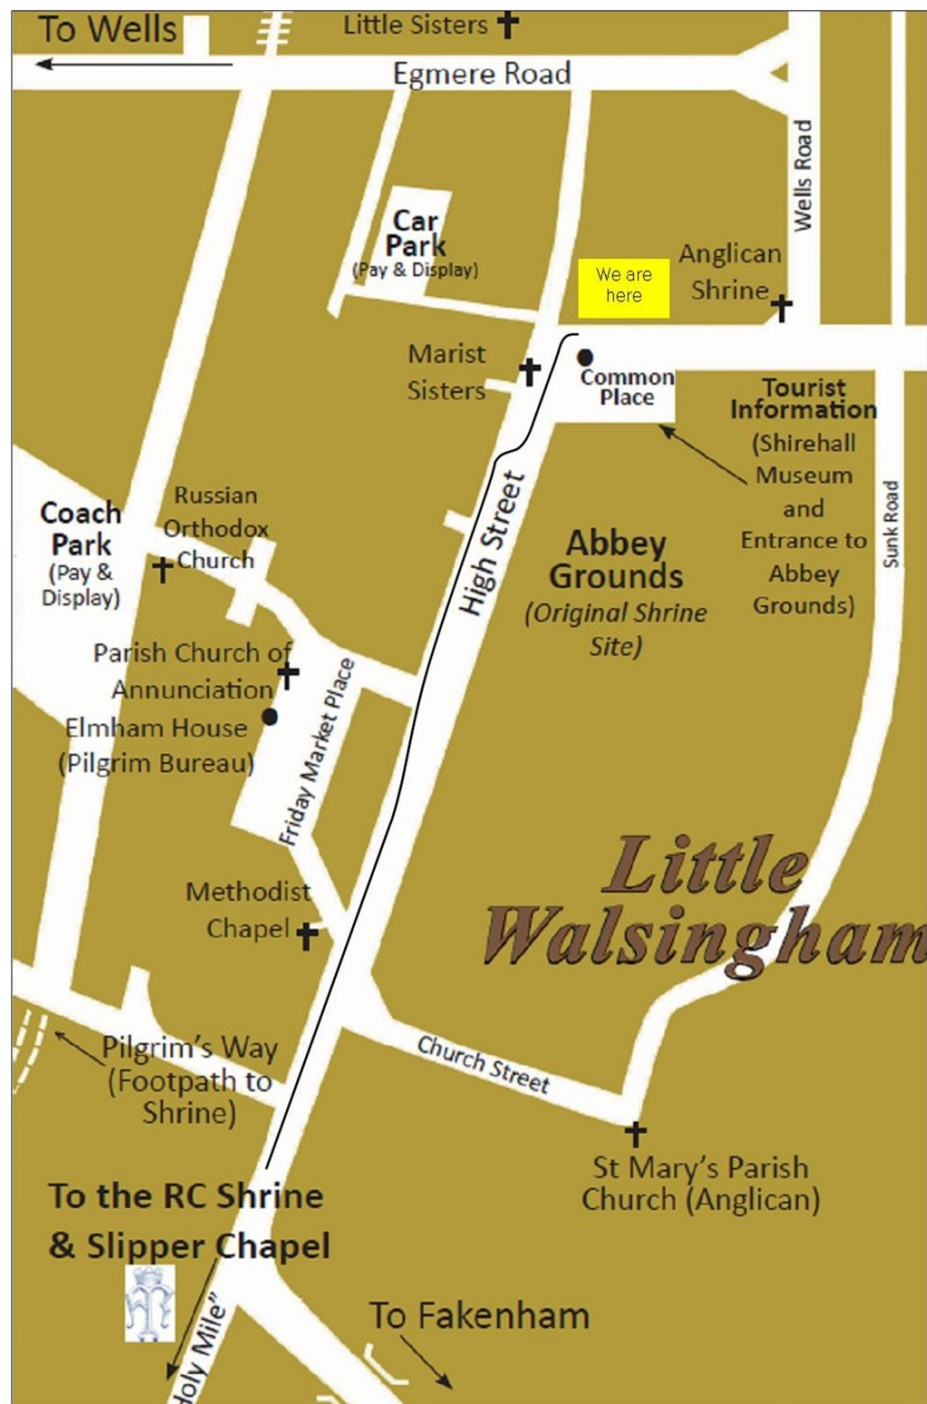 To Wells
Little Sisters
Egmere Road
Wells Road
Car
Park
(Pay & Display)
We are
here
Anglican
Shrine
Marist
Sisters
Common
Place
Tourist
Information
(Shirehall
Museum
and
Entrance to
Abbey
Grounds)
Sunk Road
High Street
Abbey
Grounds
(Original Shrine
Site)
Coach
Park
(Pay &
Display)
Russian
Orthodox
Church
Parish Church of
Annunciation
Elmham House
(Pilgrim Bureau)
Friday Market Place
Little
Walsingham
Methodist
Chapel
Church Street
Pilgrim's Way
(Footpath to
Shrine)
St Mary's Parish
Church (Anglican)
To the RC Shrine
& Slipper Chapel
To Fakenham
Holy Mile"